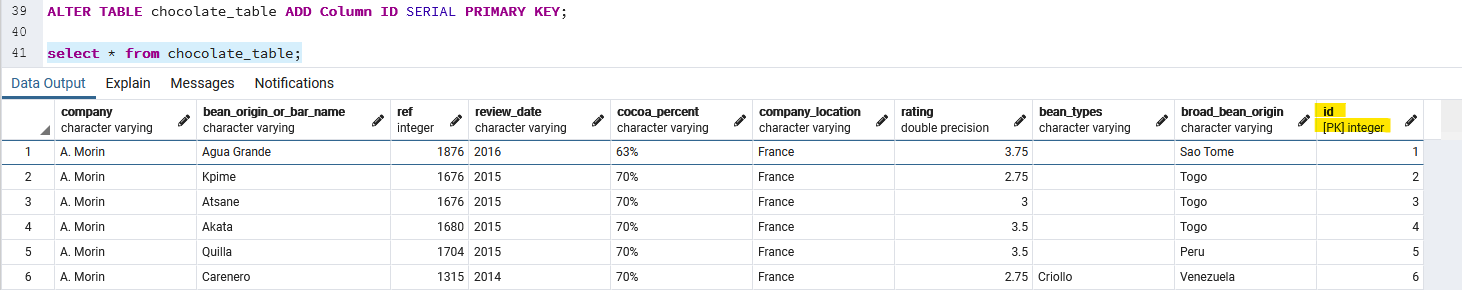 39 ALTER TABLE chocolate_table ADD Column ID SERIAL PRIMARY KEY;
40
41 select * from chocolate_table;
Data Output Explain Messages Notifications
company bean_origin_or_bar_name ref review_date cocoa_percent company_location rating bean_types broad_bean_origin id
character varying character varying integer character varying character varying character varying double precision character varying character varying [PK] integer
1 A. Morin Agua Grande 1876 2016 63% France 3.75 Sao Tome 1
2 A. Morin Kpime 1676 2015 70% France 2.75 Togo 2
3 A. Morin Atsane 1676 2015 70% France 3 Togo 3
4 A. Morin Akata 1680 2015 70% France 3.5 Togo 4
5 A. Morin Quilla 1704 2015 70% France 3.5 Peru 5
6 A. Morin Carenero 1315 2014 70% France 2.75 Criollo Venezuela 6